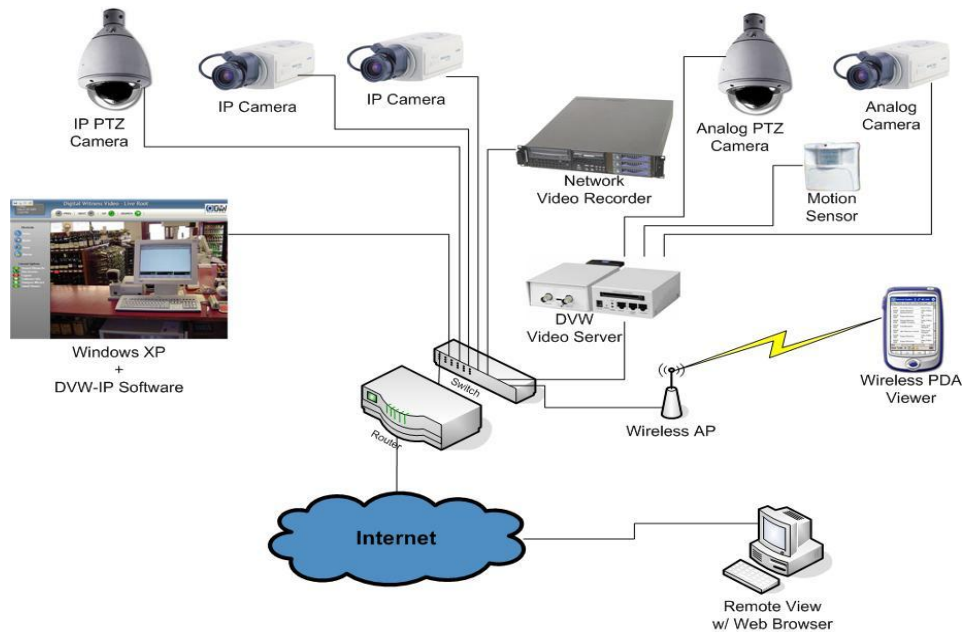 IP PTZ
Camera
IP Camera
IP Camera
Analog PTZ
Camera
Analog
Camera
Network
Video Recorder
Motion
Sensor
Digital Witness Video - Live Root
Windows XP
+
DVW-IP Software
DVW
Video Server
Switch
Router
Wireless AP
Wireless PDA
Viewer
Internet
Remote View
w/ Web Browser